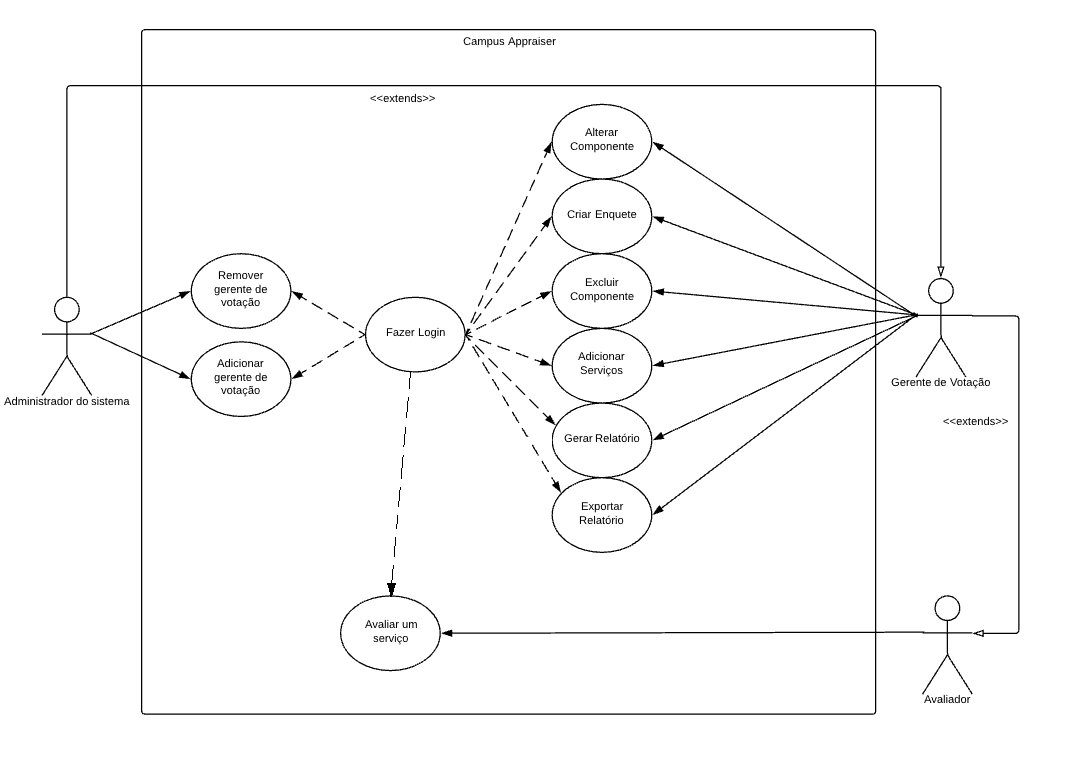 Campus Appraiser
<<extends>>
Alterar
Componente
Criar Enquete
Excluir
Componente
Adicionar
Serviços
Gerar Relatório
Exportar
Relatório
Remover
gerente de
votação
Adicionar
gerente de
votação
Fazer Login
Administrador do sistema
Gerente de Votação
<<extends>>
Avaliar um
serviço
Avaliador